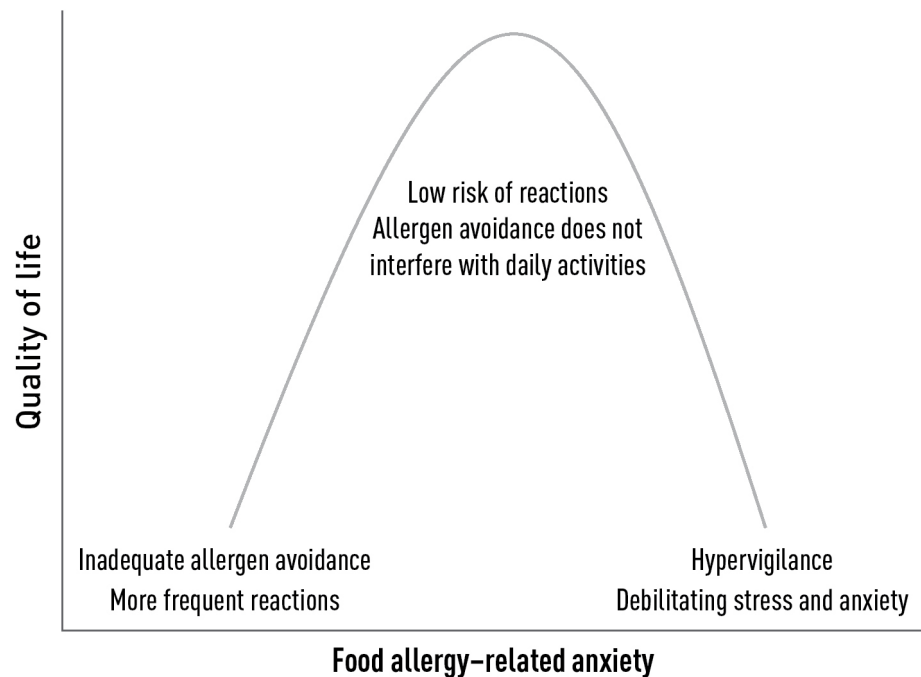 Quality of life
Low risk of reactions
Allergen avoidance does not
interfere with daily activities
Inadequate allergen avoidance
More frequent reactions
Hypervigilance
Debilitating stress and anxiety
Food allergy–related anxiety